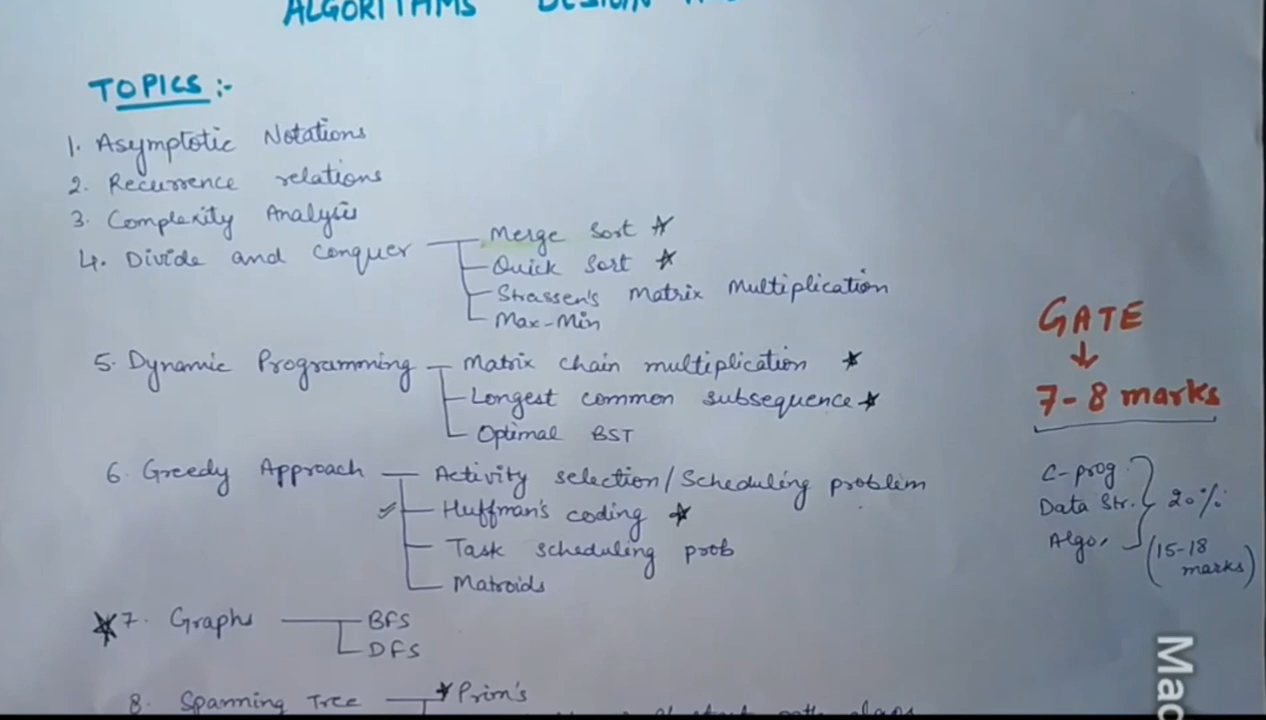 ALGORITHMS DESIGN
TOPICS :-
1. Asymptotic Notations
2. Recurrence relations
3. Complexity Analysis
4. Divide and conquer
Merge Sort ☆
Quick Sort ☆
Strassen's Matrix Multiplication
Max-Min
5. Dynamic Programming
Matrix chain multiplication ★
Longest common subsequence ★
Optimal BST
6. Greedy Approach
Activity selection/Scheduling problem
✓ Huffman's coding ☆
Task scheduling prob
Matroids
★ 7. Graphs
BFS
DFS
8. Spanning Tree
★ Prim's
GATE
↓
7-8 marks
C-prog.
Data Str.
Algo.
20%
(15-18
marks)
Mac